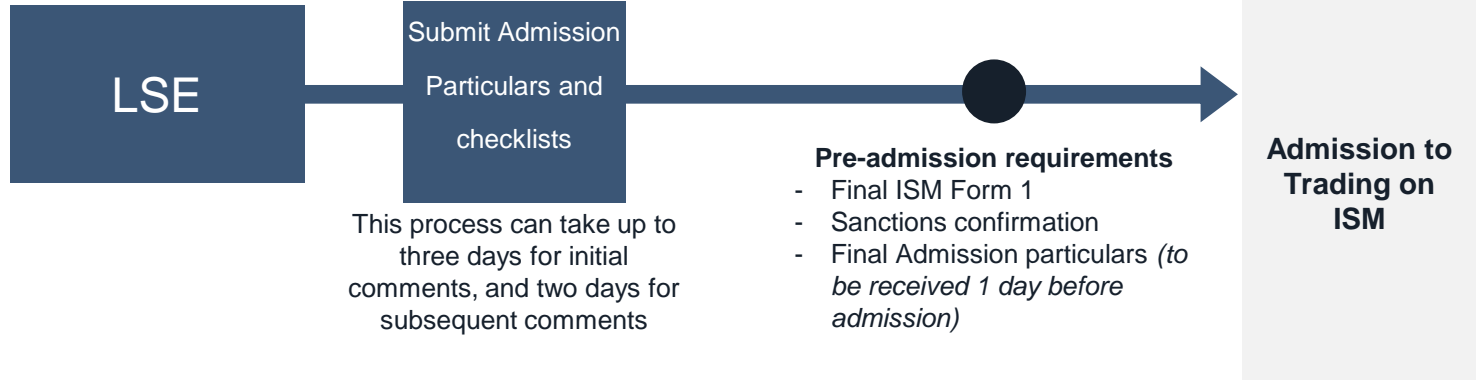 LSE
Submit Admission
Particulars and
checklists
This process can take up to
three days for initial
comments, and two days for
subsequent comments
Pre-admission requirements
- Final ISM Form 1
- Sanctions confirmation
- Final Admission particulars (to
be received 1 day before
admission)
Admission to
Trading on
ISM